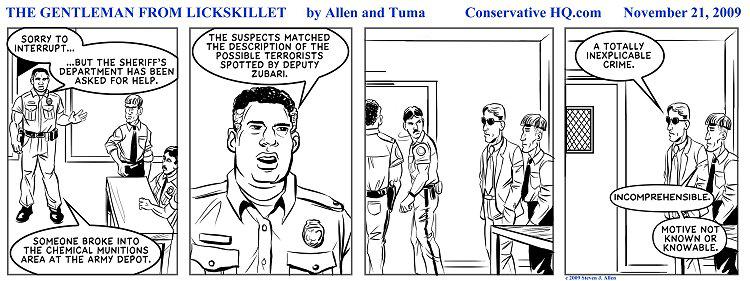 THE GENTLEMAN FROM LICKSKILLET by Allen and Tuma Conservative HQ.com November 21, 2009
SORRY TO
INTERRUPT...
...BUT THE SHERIFF'S
DEPARTMENT HAS BEEN
ASKED FOR HELP.
SOMEONE BROKE INTO
THE CHEMICAL MUNITIONS
AREA AT THE ARMY DEPOT.
THE SUSPECTS MATCHED
THE DESCRIPTION OF THE
POSSIBLE TERRORISTS
SPOTTED BY DEPUTY
ZUBARI.
A TOTALLY
INEXPLICABLE
CRIME.
INCOMPREHENSIBLE.
MOTIVE NOT
KNOWN OR
KNOWABLE.
c 2009 Steven J. Allen